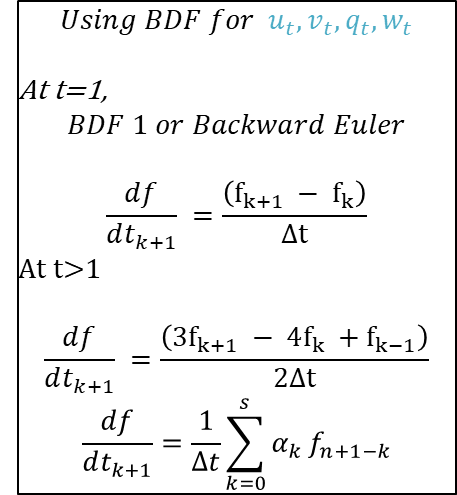 Using BDF for u_t, v_t, q_t, w_t
At t=1,
BDF 1 or Backward Euler
df/dt_{k+1} = (f_{k+1} − f_k)/Δt
At t>1
df/dt_{k+1} = (3f_{k+1} − 4f_k + f_{k−1})/2Δt
df/dt_{k+1} = 1/Δt ∑_{k=0}^{s} α_k f_{n+1−k}